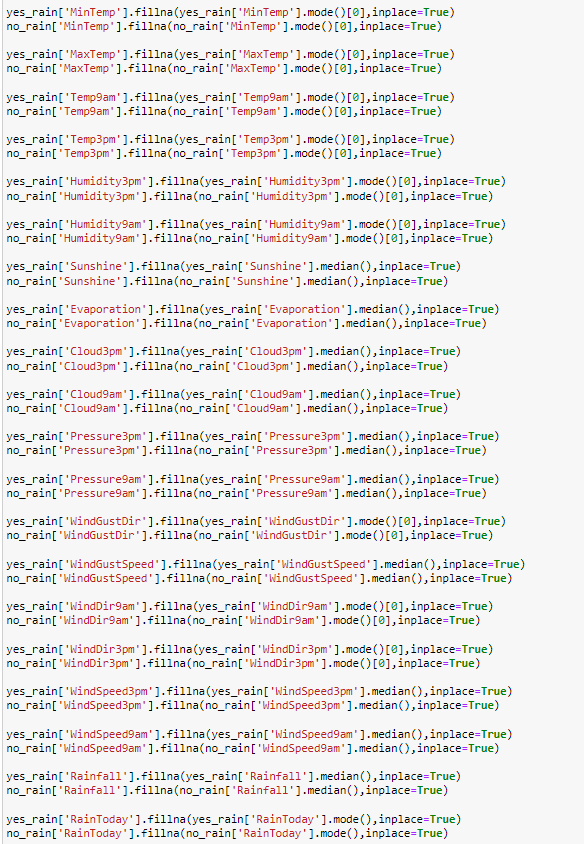 yes_rain['MinTemp'].fillna(yes_rain['MinTemp'].mode()[0],inplace=True)
no_rain['MinTemp'].fillna(no_rain['MinTemp'].mode()[0],inplace=True)
yes_rain['MaxTemp'].fillna(yes_rain['MaxTemp'].mode()[0],inplace=True)
no_rain['MaxTemp'].fillna(no_rain['MaxTemp'].mode()[0],inplace=True)
yes_rain['Temp9am'].fillna(yes_rain['Temp9am'].mode()[0],inplace=True)
no_rain['Temp9am'].fillna(no_rain['Temp9am'].mode()[0],inplace=True)
yes_rain['Temp3pm'].fillna(yes_rain['Temp3pm'].mode()[0],inplace=True)
no_rain['Temp3pm'].fillna(no_rain['Temp3pm'].mode()[0],inplace=True)
yes_rain['Humidity3pm'].fillna(yes_rain['Humidity3pm'].mode()[0],inplace=True)
no_rain['Humidity3pm'].fillna(no_rain['Humidity3pm'].mode()[0],inplace=True)
yes_rain['Humidity9am'].fillna(yes_rain['Humidity9am'].mode()[0],inplace=True)
no_rain['Humidity9am'].fillna(no_rain['Humidity9am'].mode()[0],inplace=True)
yes_rain['Sunshine'].fillna(yes_rain['Sunshine'].median(),inplace=True)
no_rain['Sunshine'].fillna(no_rain['Sunshine'].median(),inplace=True)
yes_rain['Evaporation'].fillna(yes_rain['Evaporation'].median(),inplace=True)
no_rain['Evaporation'].fillna(no_rain['Evaporation'].median(),inplace=True)
yes_rain['Cloud3pm'].fillna(yes_rain['Cloud3pm'].median(),inplace=True)
no_rain['Cloud3pm'].fillna(no_rain['Cloud3pm'].median(),inplace=True)
yes_rain['Cloud9am'].fillna(yes_rain['Cloud9am'].median(),inplace=True)
no_rain['Cloud9am'].fillna(no_rain['Cloud9am'].median(),inplace=True)
yes_rain['Pressure3pm'].fillna(yes_rain['Pressure3pm'].median(),inplace=True)
no_rain['Pressure3pm'].fillna(no_rain['Pressure3pm'].median(),inplace=True)
yes_rain['Pressure9am'].fillna(yes_rain['Pressure9am'].median(),inplace=True)
no_rain['Pressure9am'].fillna(no_rain['Pressure9am'].median(),inplace=True)
yes_rain['WindGustDir'].fillna(yes_rain['WindGustDir'].mode()[0],inplace=True)
no_rain['WindGustDir'].fillna(no_rain['WindGustDir'].mode()[0],inplace=True)
yes_rain['WindGustSpeed'].fillna(yes_rain['WindGustSpeed'].median(),inplace=True)
no_rain['WindGustSpeed'].fillna(no_rain['WindGustSpeed'].median(),inplace=True)
yes_rain['WindDir9am'].fillna(yes_rain['WindDir9am'].mode()[0],inplace=True)
no_rain['WindDir9am'].fillna(no_rain['WindDir9am'].mode()[0],inplace=True)
yes_rain['WindDir3pm'].fillna(yes_rain['WindDir3pm'].mode()[0],inplace=True)
no_rain['WindDir3pm'].fillna(no_rain['WindDir3pm'].mode()[0],inplace=True)
yes_rain['WindSpeed3pm'].fillna(yes_rain['WindSpeed3pm'].median(),inplace=True)
no_rain['WindSpeed3pm'].fillna(no_rain['WindSpeed3pm'].median(),inplace=True)
yes_rain['WindSpeed9am'].fillna(yes_rain['WindSpeed9am'].median(),inplace=True)
no_rain['WindSpeed9am'].fillna(no_rain['WindSpeed9am'].median(),inplace=True)
yes_rain['Rainfall'].fillna(yes_rain['Rainfall'].median(),inplace=True)
no_rain['Rainfall'].fillna(no_rain['Rainfall'].median(),inplace=True)
yes_rain['RainToday'].fillna(yes_rain['RainToday'].mode(),inplace=True)
no_rain['RainToday'].fillna(no_rain['RainToday'].mode(),inplace=True)